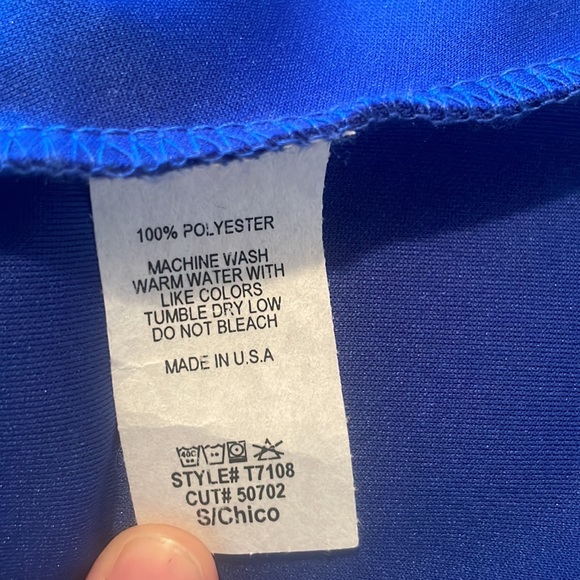 100% POLYESTER
MACHINE WASH
WARM WATER WITH
LIKE COLORS
TUMBLE DRY LOW
DO NOT BLEACH
MADE IN U.S.A
40C
STYLE# T7108
CUT# 50702
S/Chico